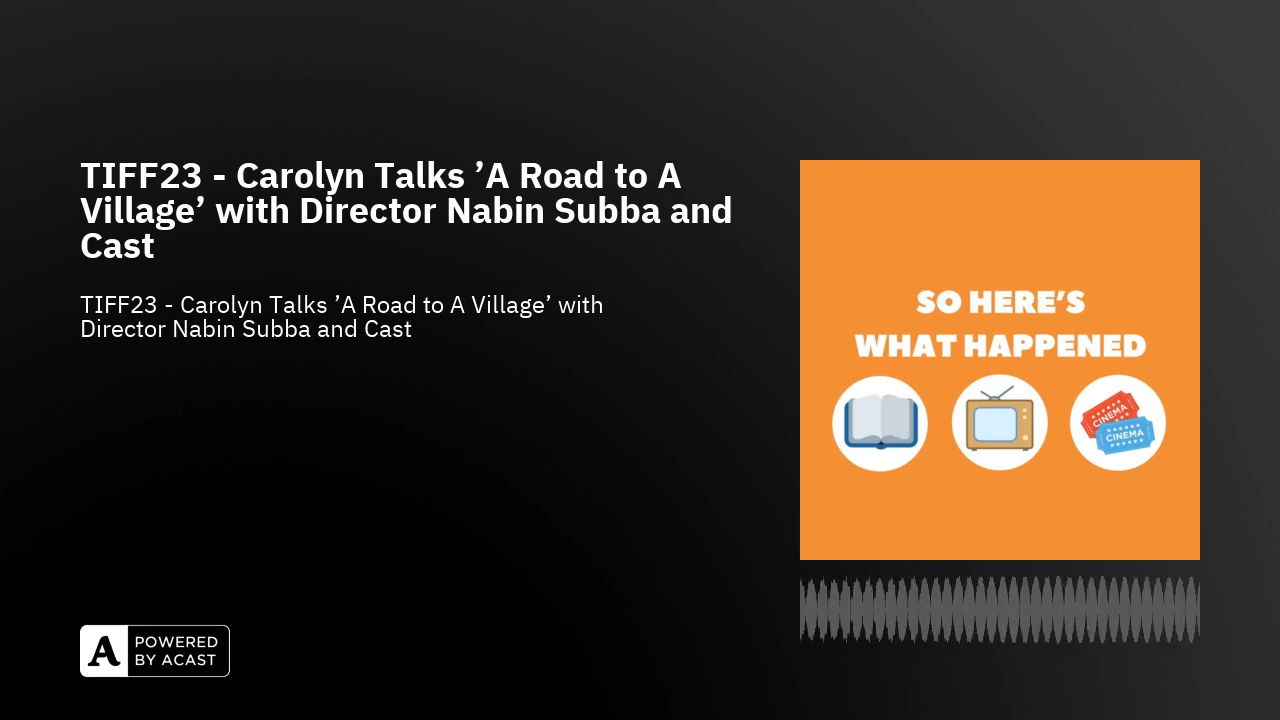 TIFF23 - Carolyn Talks ’A Road to A
Village’ with Director Nabin Subba and
Cast
TIFF23 - Carolyn Talks ’A Road to A Village’ with
Director Nabin Subba and Cast
SO HERE’S
WHAT HAPPENED
CINEMA
CINEMA
A POWERED
BY ACAST